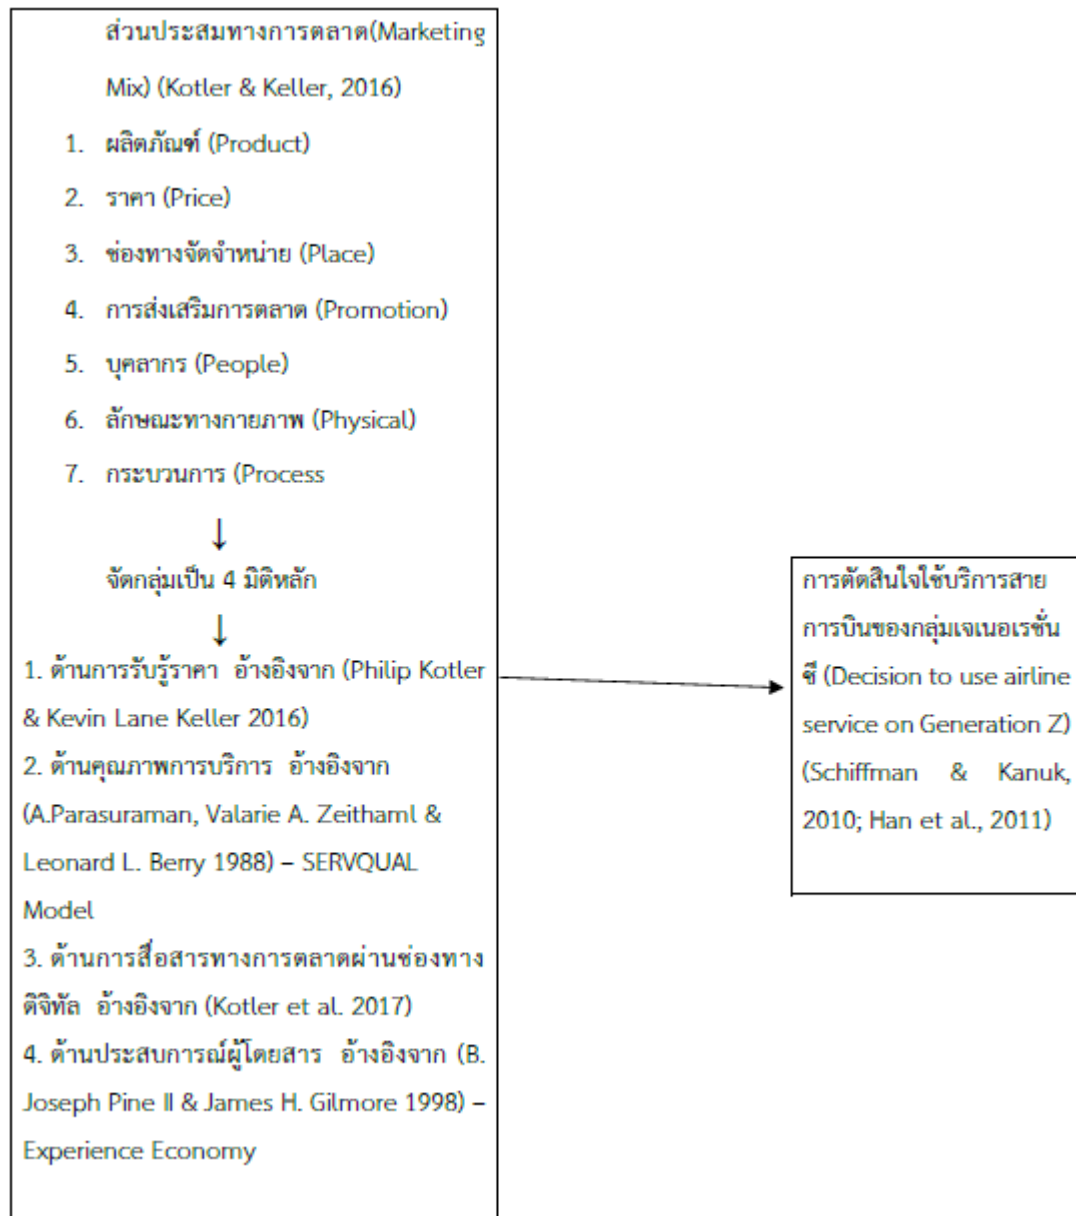 ส่วนประสมทางการตลาด(Marketing
Mix) (Kotler & Keller, 2016)
1. ผลิตภัณฑ์ (Product)
2. ราคา (Price)
3. ช่องทางจัดจำหน่าย (Place)
4. การส่งเสริมการตลาด (Promotion)
5. บุคลากร (People)
6. ลักษณะทางกายภาพ (Physical)
7. กระบวนการ (Process
↓
จัดกลุ่มเป็น 4 มิติหลัก
↓
1. ด้านการรับรู้ราคา อ้างอิงจาก (Philip Kotler
& Kevin Lane Keller 2016)
2. ด้านคุณภาพการบริการ อ้างอิงจาก
(A.Parasuraman, Valarie A. Zeithaml &
Leonard L. Berry 1988) – SERVQUAL
Model
3. ด้านการสื่อสารทางการตลาดผ่านช่องทาง
ดิจิทัล อ้างอิงจาก (Kotler et al. 2017)
4. ด้านประสบการณ์ผู้โดยสาร อ้างอิงจาก (B.
Joseph Pine II & James H. Gilmore 1998) –
Experience Economy
การตัดสินใจใช้บริการสาย
การบินของกลุ่มเจเนอเรชั่น
ซี (Decision to use airline
service on Generation Z)
(Schiffman & Kanuk,
2010; Han et al., 2011)